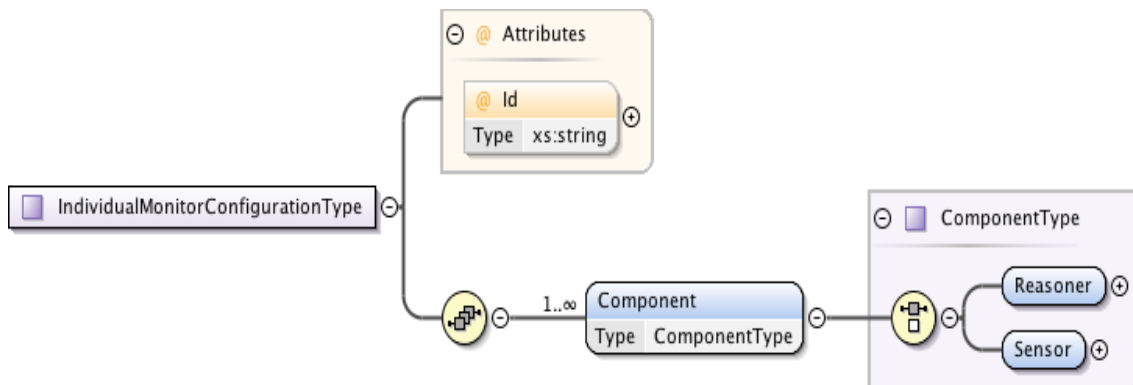 @ Attributes
@ Id
Type xs:string
IndividualMonitorConfigurationType
ComponentType
1..∞
Component
Type ComponentType
Reasoner
Sensor